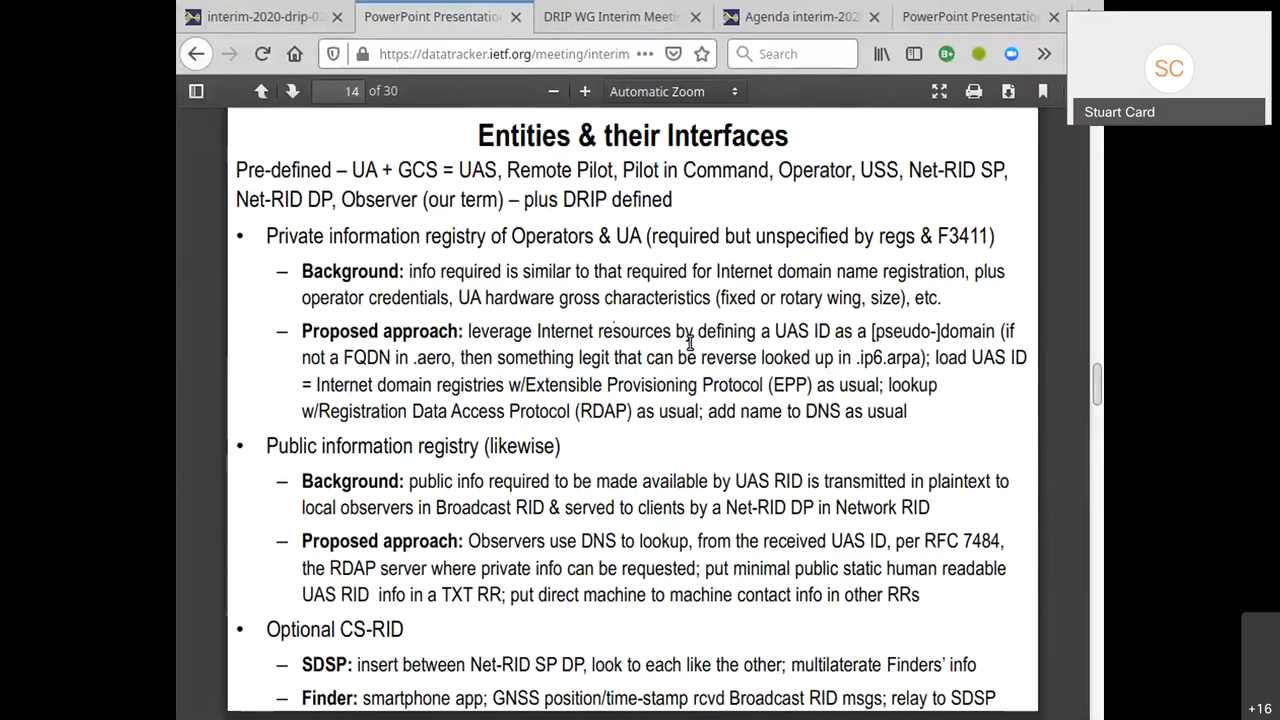 interim-2020-drip-0
PowerPoint Presentatio
DRIP WG Interim Meetin
Agenda interim-202
PowerPoint Presentatio
https://datatracker.ietf.org/meeting/interim
Search
14 of 30
Automatic Zoom
SC
Stuart Card
Entities & their Interfaces
Pre-defined – UA + GCS = UAS, Remote Pilot, Pilot in Command, Operator, USS, Net-RID SP,
Net-RID DP, Observer (our term) – plus DRIP defined
• Private information registry of Operators & UA (required but unspecified by regs & F3411)
– Background: info required is similar to that required for Internet domain name registration, plus
operator credentials, UA hardware gross characteristics (fixed or rotary wing, size), etc.
– Proposed approach: leverage Internet resources by defining a UAS ID as a [pseudo-]domain (if
not a FQDN in .aero, then something legit that can be reverse looked up in .ip6.arpa); load UAS ID
= Internet domain registries w/Extensible Provisioning Protocol (EPP) as usual; lookup
w/Registration Data Access Protocol (RDAP) as usual; add name to DNS as usual
• Public information registry (likewise)
– Background: public info required to be made available by UAS RID is transmitted in plaintext to
local observers in Broadcast RID & served to clients by a Net-RID DP in Network RID
– Proposed approach: Observers use DNS to lookup, from the received UAS ID, per RFC 7484,
the RDAP server where private info can be requested; put minimal public static human readable
UAS RID info in a TXT RR; put direct machine to machine contact info in other RRs
• Optional CS-RID
– SDSP: insert between Net-RID SP DP, look to each like the other; multilaterate Finders' info
– Finder: smartphone app; GNSS position/time-stamp rcvd Broadcast RID msgs; relay to SDSP
+16